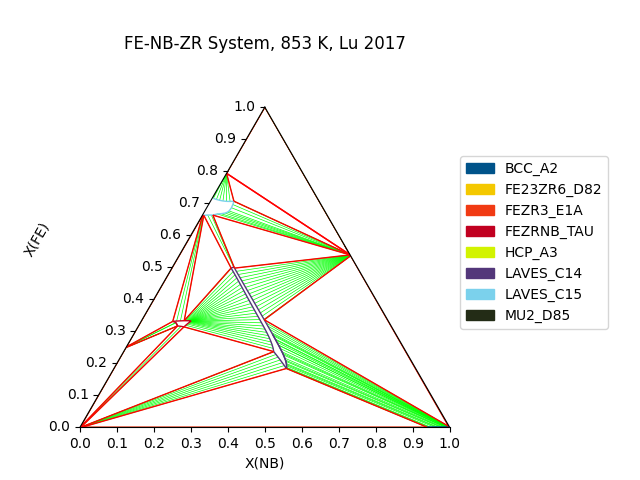 FE-NB-ZR System, 853 K, Lu 2017
1.0
0.9
0.8
0.7
0.6
0.5
0.4
0.3
0.2
0.1
0.0
X(FE)
0.0 0.1 0.2 0.3 0.4 0.5 0.6 0.7 0.8 0.9 1.0
X(NB)
BCC_A2
FE23ZR6_D82
FEZR3_E1A
FEZRNB_TAU
HCP_A3
LAVES_C14
LAVES_C15
MU2_D85